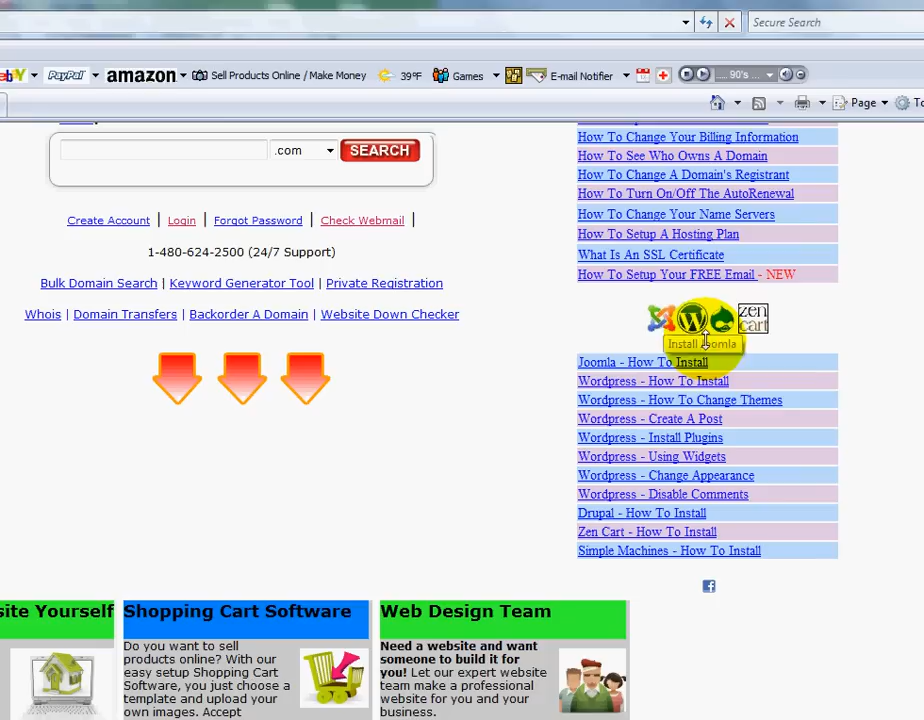 Secure Search
ebY PayPal amazon Sell Products Online / Make Money 39°F Games E-mail Notifier .... 90's ...
Page To
.com SEARCH
Create Account | Login | Forgot Password | Check Webmail |
1-480-624-2500 (24/7 Support)
Bulk Domain Search | Keyword Generator Tool | Private Registration
Whois | Domain Transfers | Backorder A Domain | Website Down Checker
How To Change Your Billing Information
How To See Who Owns A Domain
How To Change A Domain's Registrant
How To Turn On/Off The AutoRenewal
How To Change Your Name Servers
How To Setup A Hosting Plan
What Is An SSL Certificate
How To Setup Your FREE Email - NEW
zen cart
Install Joomla
Joomla - How To Install
Wordpress - How To Install
Wordpress - How To Change Themes
Wordpress - Create A Post
Wordpress - Install Plugins
Wordpress - Using Widgets
Wordpress - Change Appearance
Wordpress - Disable Comments
Drupal - How To Install
Zen Cart - How To Install
Simple Machines - How To Install
site Yourself
Shopping Cart Software
Do you want to sell
products online? With our
easy setup Shopping Cart
Software, you just choose a
template and upload your
own images. Accept
Web Design Team
Need a website and want
someone to build it for
you! Let our expert website
team make a professional
website for you and your
business.